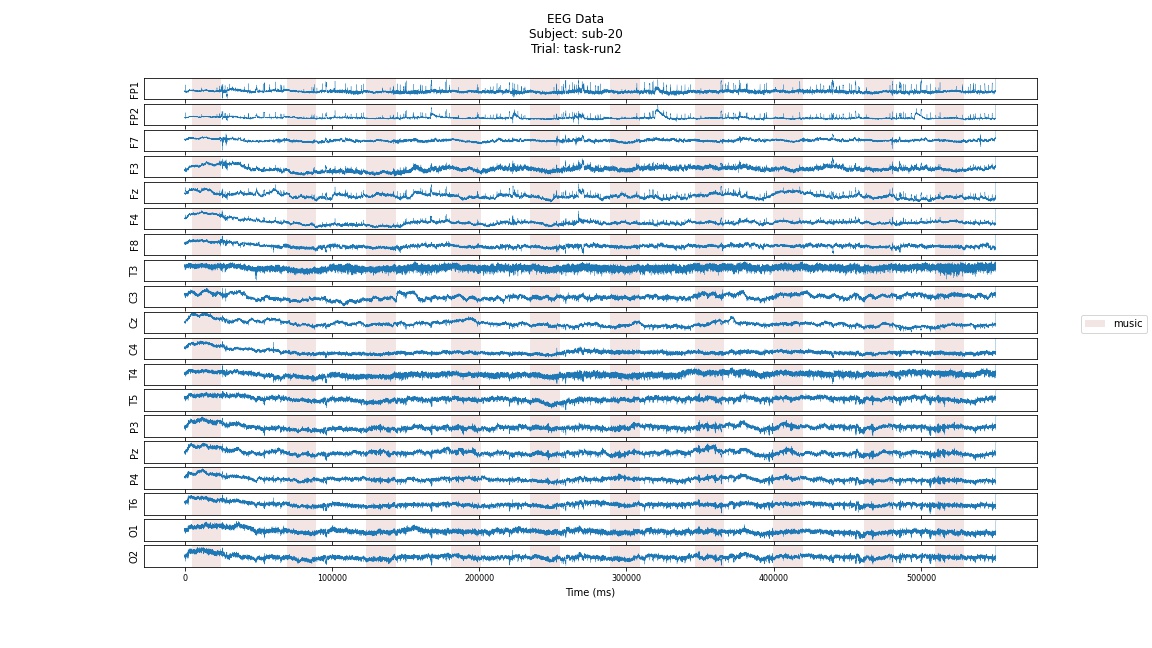 EEG Data
Subject: sub-20
Trial: task-run2
FP1
FP2
F7
F3
Fz
F4
F8
T3
C3
Cz
C4
T4
T5
P3
Pz
P4
T6
O1
O2
music
0 100000 200000 300000 400000 500000
Time (ms)